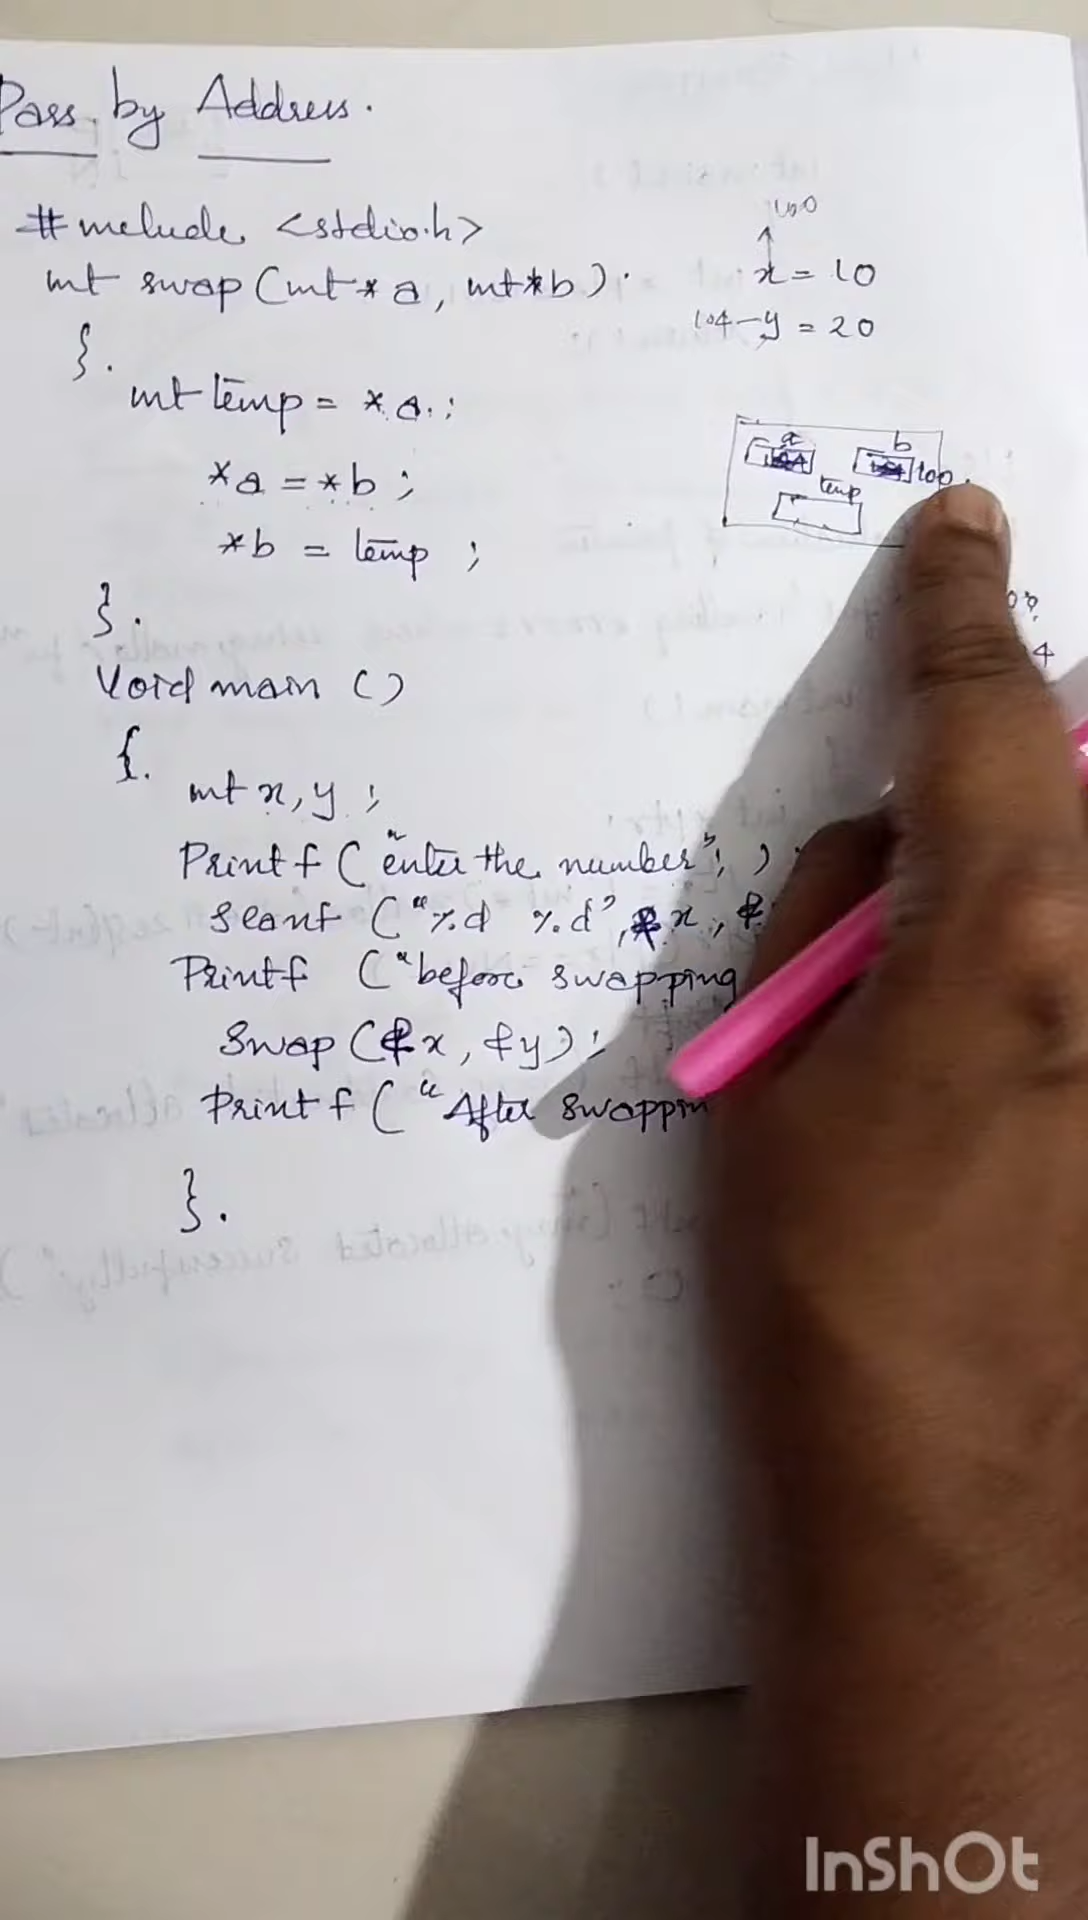 Pass by Address.
#include <stdio.h>
int swap (int * a, int *b).
}.
int temp = *a.;
*a = *b ;
*b = temp ;
}.
Void main ()
{.
int x, y ;
Printf ("enter the number"; )
Scanf ("%d %d", &x, &
Printf ("before swapping
Swap (&x, &y);
Printf ("After swappin
}.
100
x = 10
104-y = 20
a b
100
temp
4
InShOt